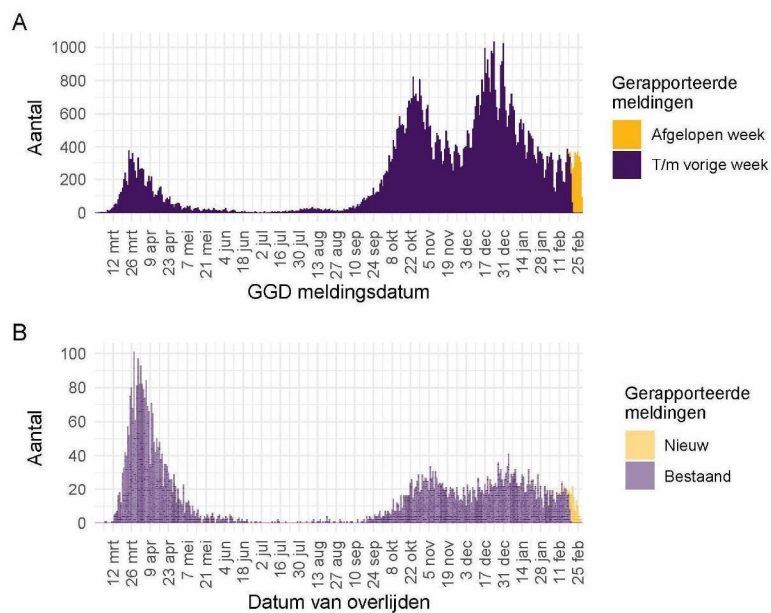 A
1000
800
600
400
200
0
Aantal
12 mrt
26 mrt
9 apr
23 apr
7 mei
21 mei
4 jun
18 jun
2 jul
16 jul
30 jul
13 aug
27 aug
10 sep
24 sep
8 okt
22 okt
5 nov
19 nov
3 dec
17 dec
31 dec
14 jan
28 jan
11 feb
25 feb
GGD meldingsdatum
Gerapporteerde
meldingen
Afgelopen week
T/m vorige week
B
100
80
60
40
20
0
Aantal
12 mrt
26 mrt
9 apr
23 apr
7 mei
21 mei
4 jun
18 jun
2 jul
16 jul
30 jul
13 aug
27 aug
10 sep
24 sep
8 okt
22 okt
5 nov
19 nov
3 dec
17 dec
31 dec
14 jan
28 jan
11 feb
25 feb
Datum van overlijden
Gerapporteerde
meldingen
Nieuw
Bestaand